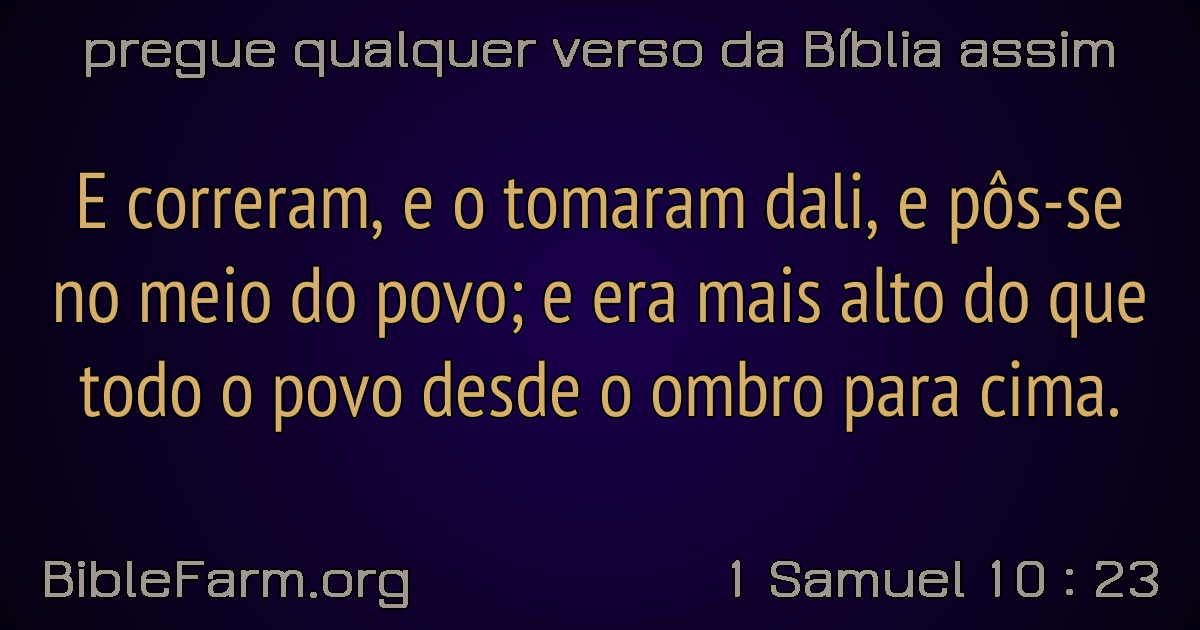 pregue qualquer verso da Bíblia assim
E correram, e o tomaram dali, e pôs-se
no meio do povo; e era mais alto do que
todo o povo desde o ombro para cima.
BibleFarm.org
1 Samuel 10 : 23